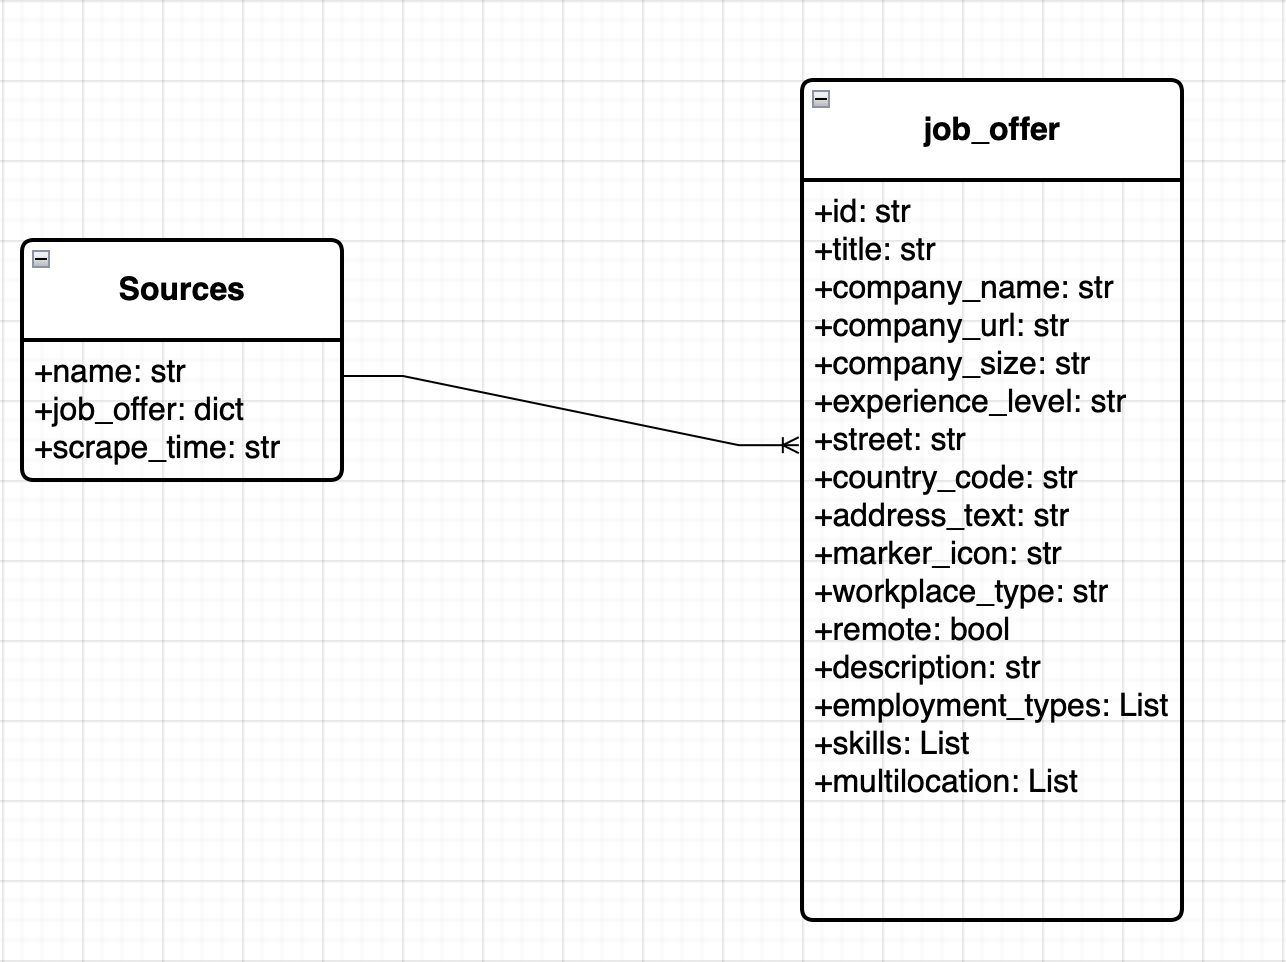 Sources
+name: str
+job_offer: dict
+scrape_time: str
job_offer
+id: str
+title: str
+company_name: str
+company_url: str
+company_size: str
+experience_level: str
+street: str
+country_code: str
+address_text: str
+marker_icon: str
+workplace_type: str
+remote: bool
+description: str
+employment_types: List
+skills: List
+multilocation: List